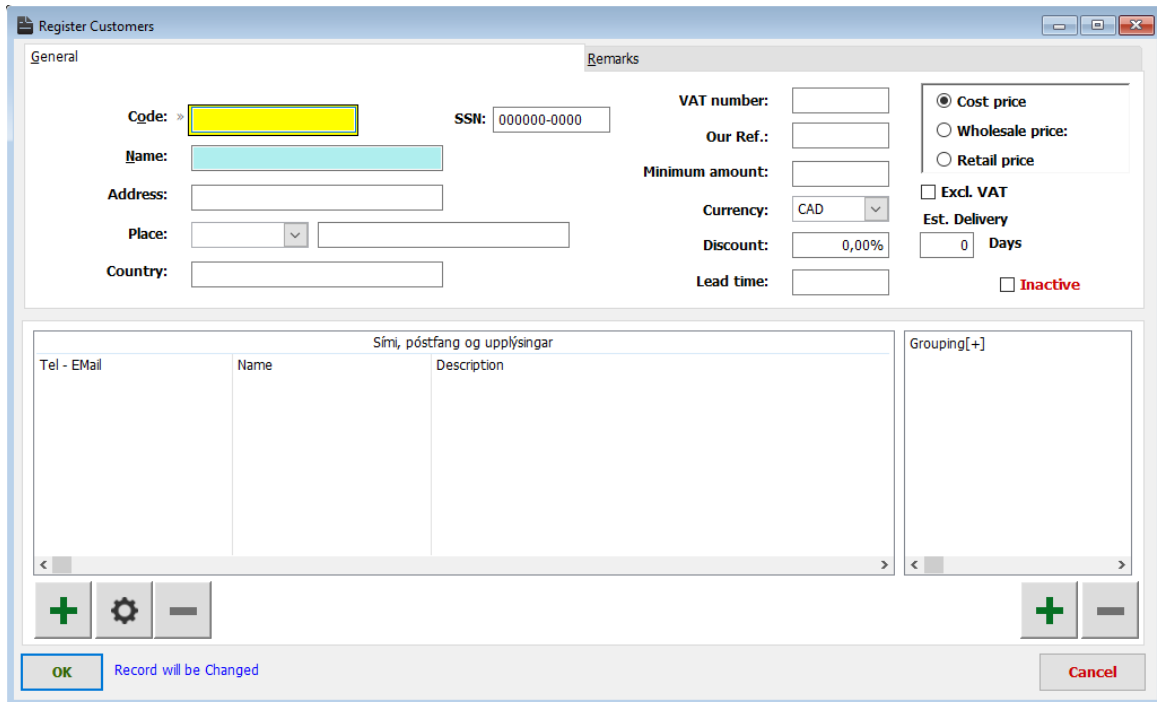 Register Customers
General
Remarks
Code: »
SSN: 000000-0000
Name:
Address:
Place:
Country:
VAT number:
Our Ref.:
Minimum amount:
Currency: CAD
Discount: 0,00%
Lead time:
Cost price
Wholesale price:
Retail price
Excl. VAT
Est. Delivery
0 Days
Inactive
Sími, póstfang og upplýsingar
Tel - EMail Name Description
Grouping[+]
OK
Record will be Changed
Cancel